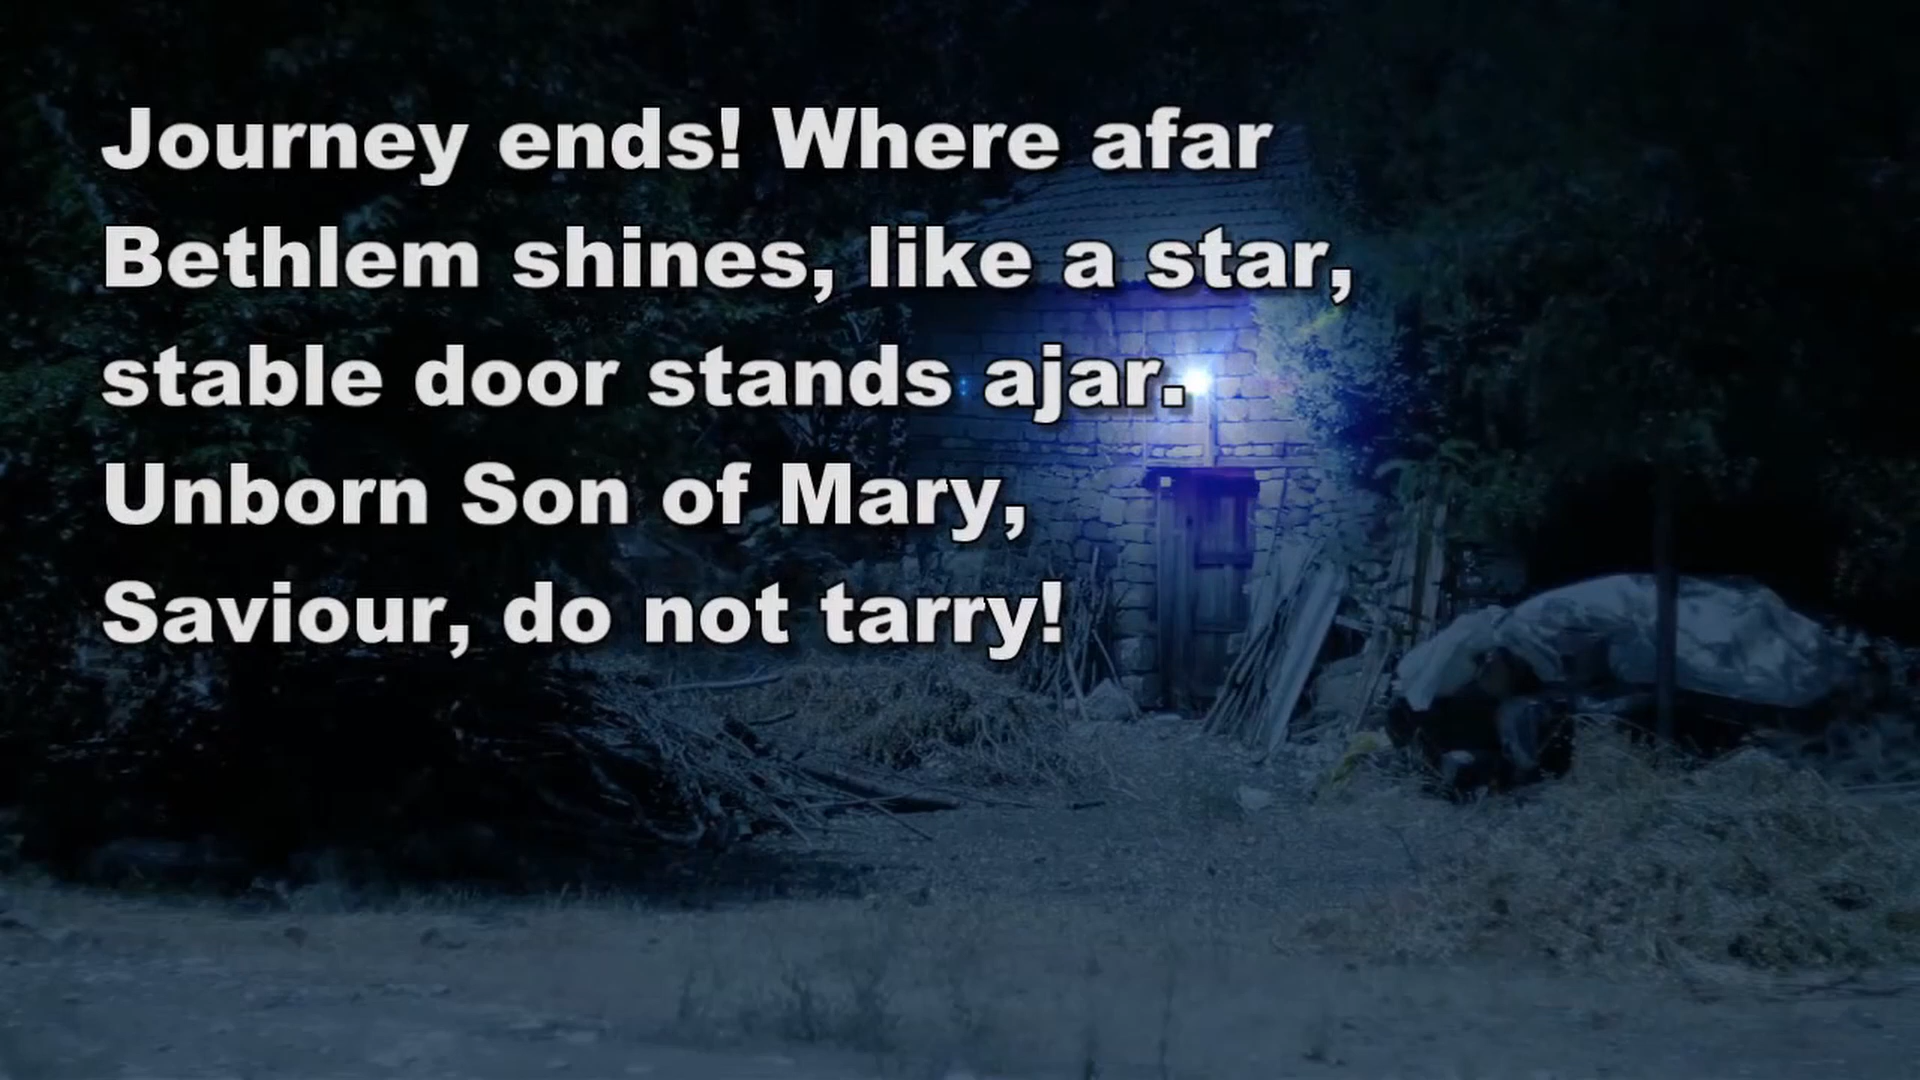 Journey ends! Where afar
Bethlem shines, like a star,
stable door stands ajar.
Unborn Son of Mary,
Saviour, do not tarry!